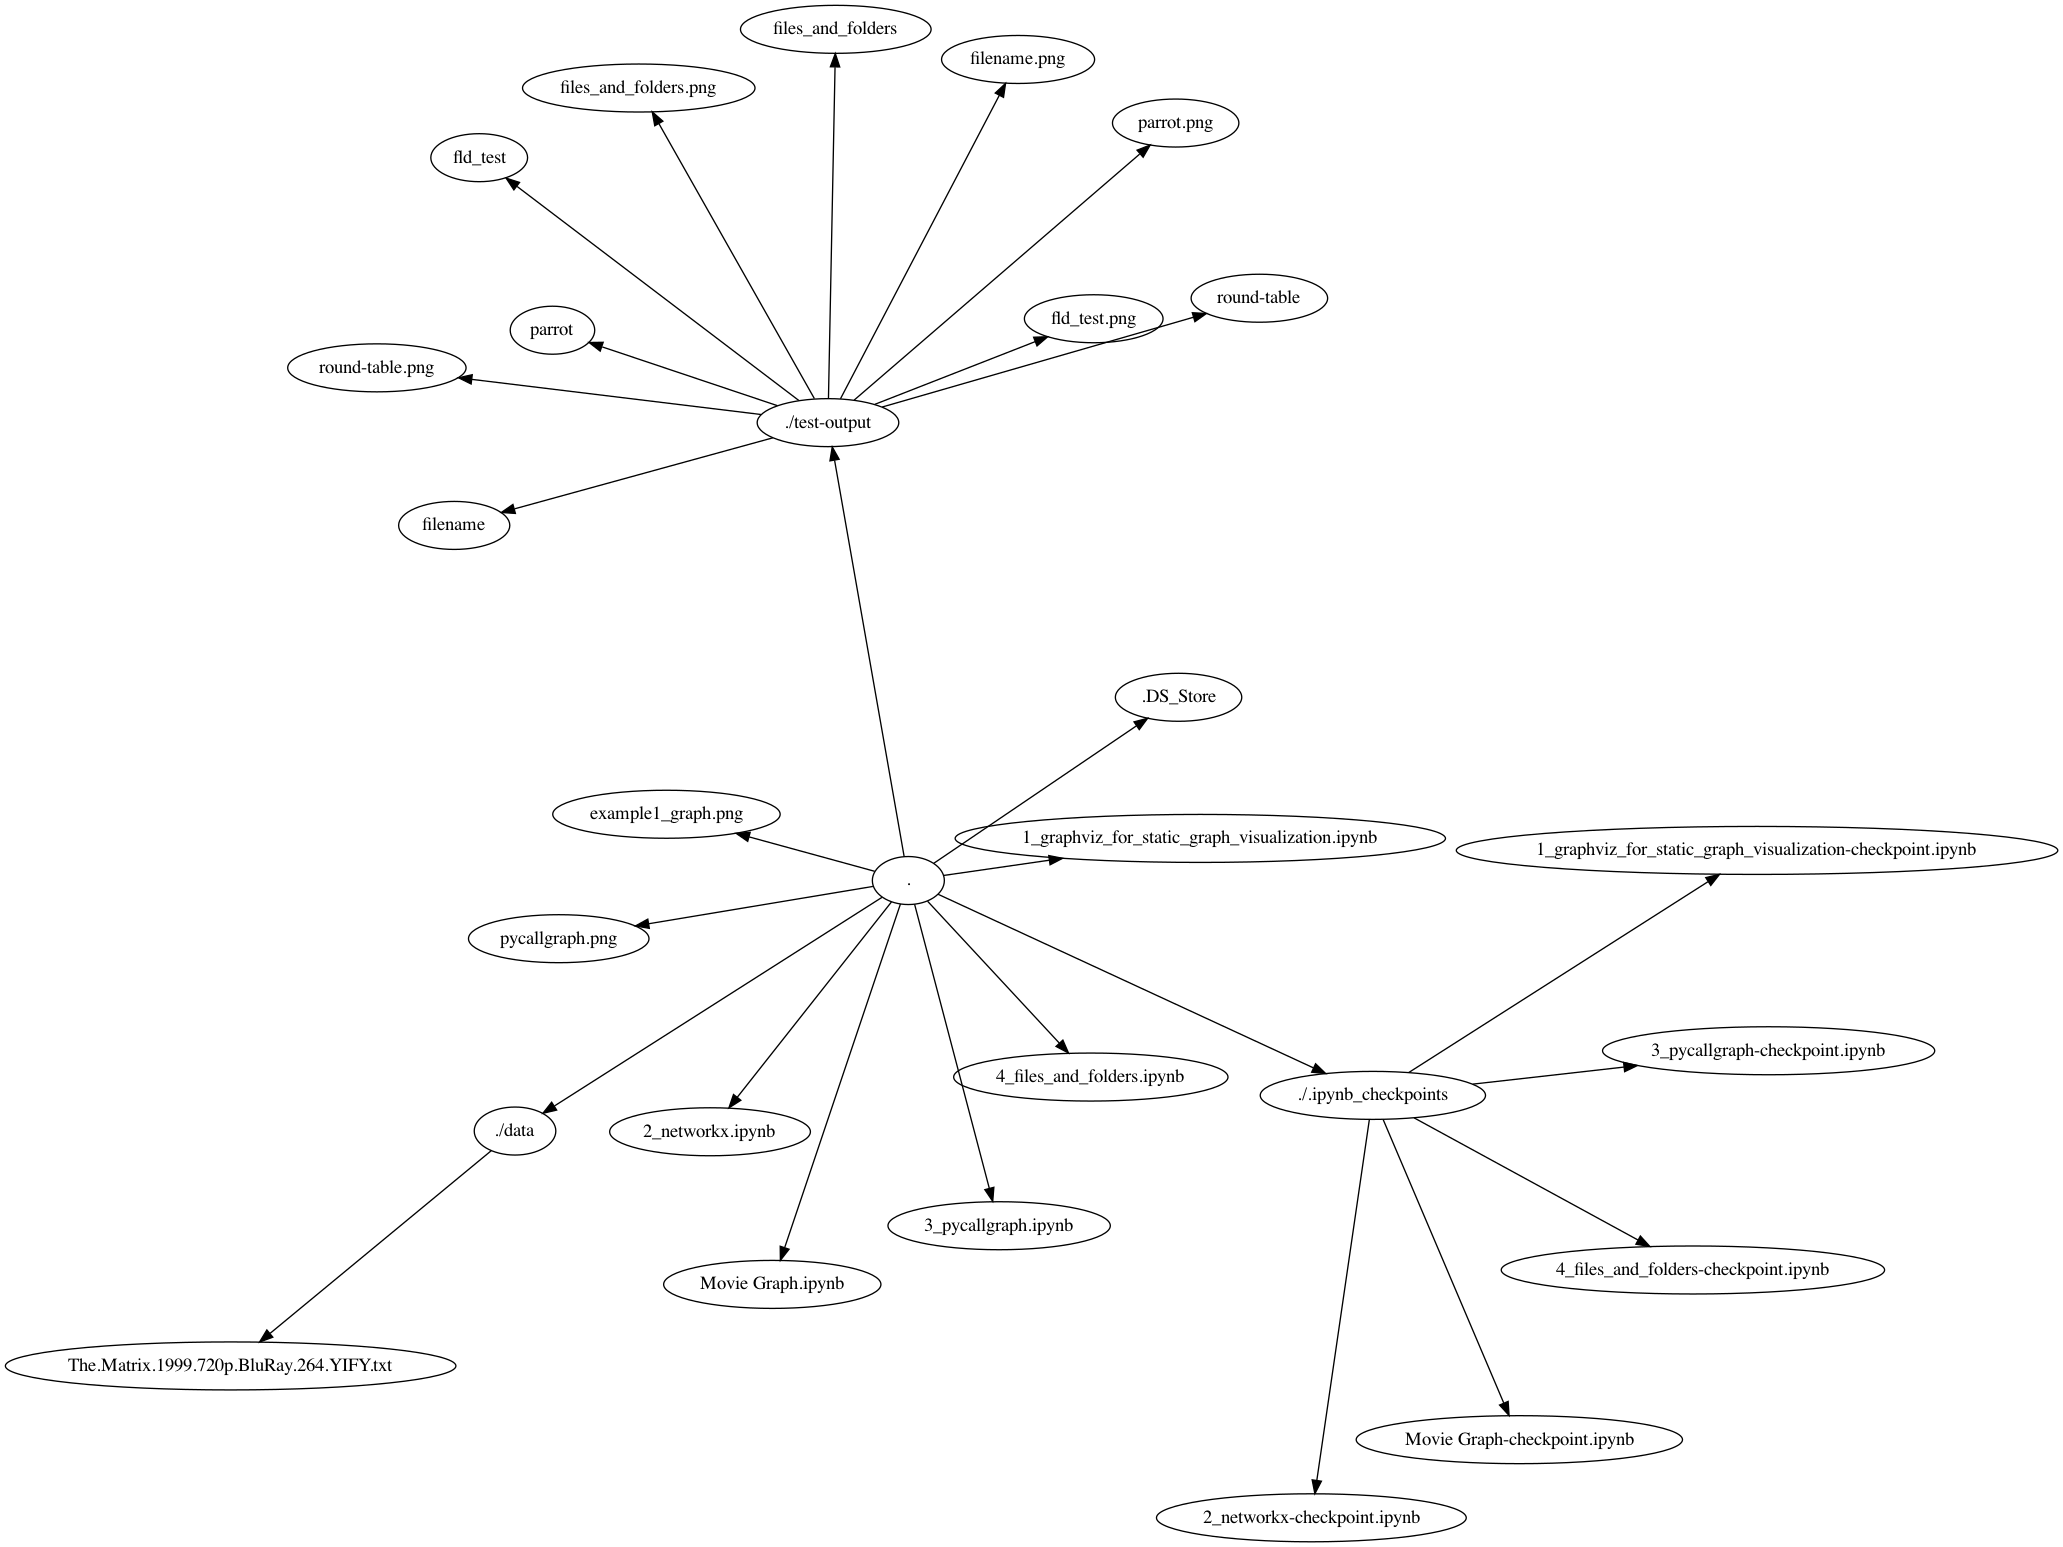 files_and_folders
filename.png
files_and_folders.png
parrot.png
fld_test
round-table
fld_test.png
parrot
round-table.png
./test-output
filename
.DS_Store
example1_graph.png
1_graphviz_for_static_graph_visualization.ipynb
1_graphviz_for_static_graph_visualization-checkpoint.ipynb
.
pycallgraph.png
3_pycallgraph-checkpoint.ipynb
4_files_and_folders.ipynb
./.ipynb_checkpoints
./data
2_networkx.ipynb
3_pycallgraph.ipynb
4_files_and_folders-checkpoint.ipynb
Movie Graph.ipynb
The.Matrix.1999.720p.BluRay.264.YIFY.txt
Movie Graph-checkpoint.ipynb
2_networkx-checkpoint.ipynb